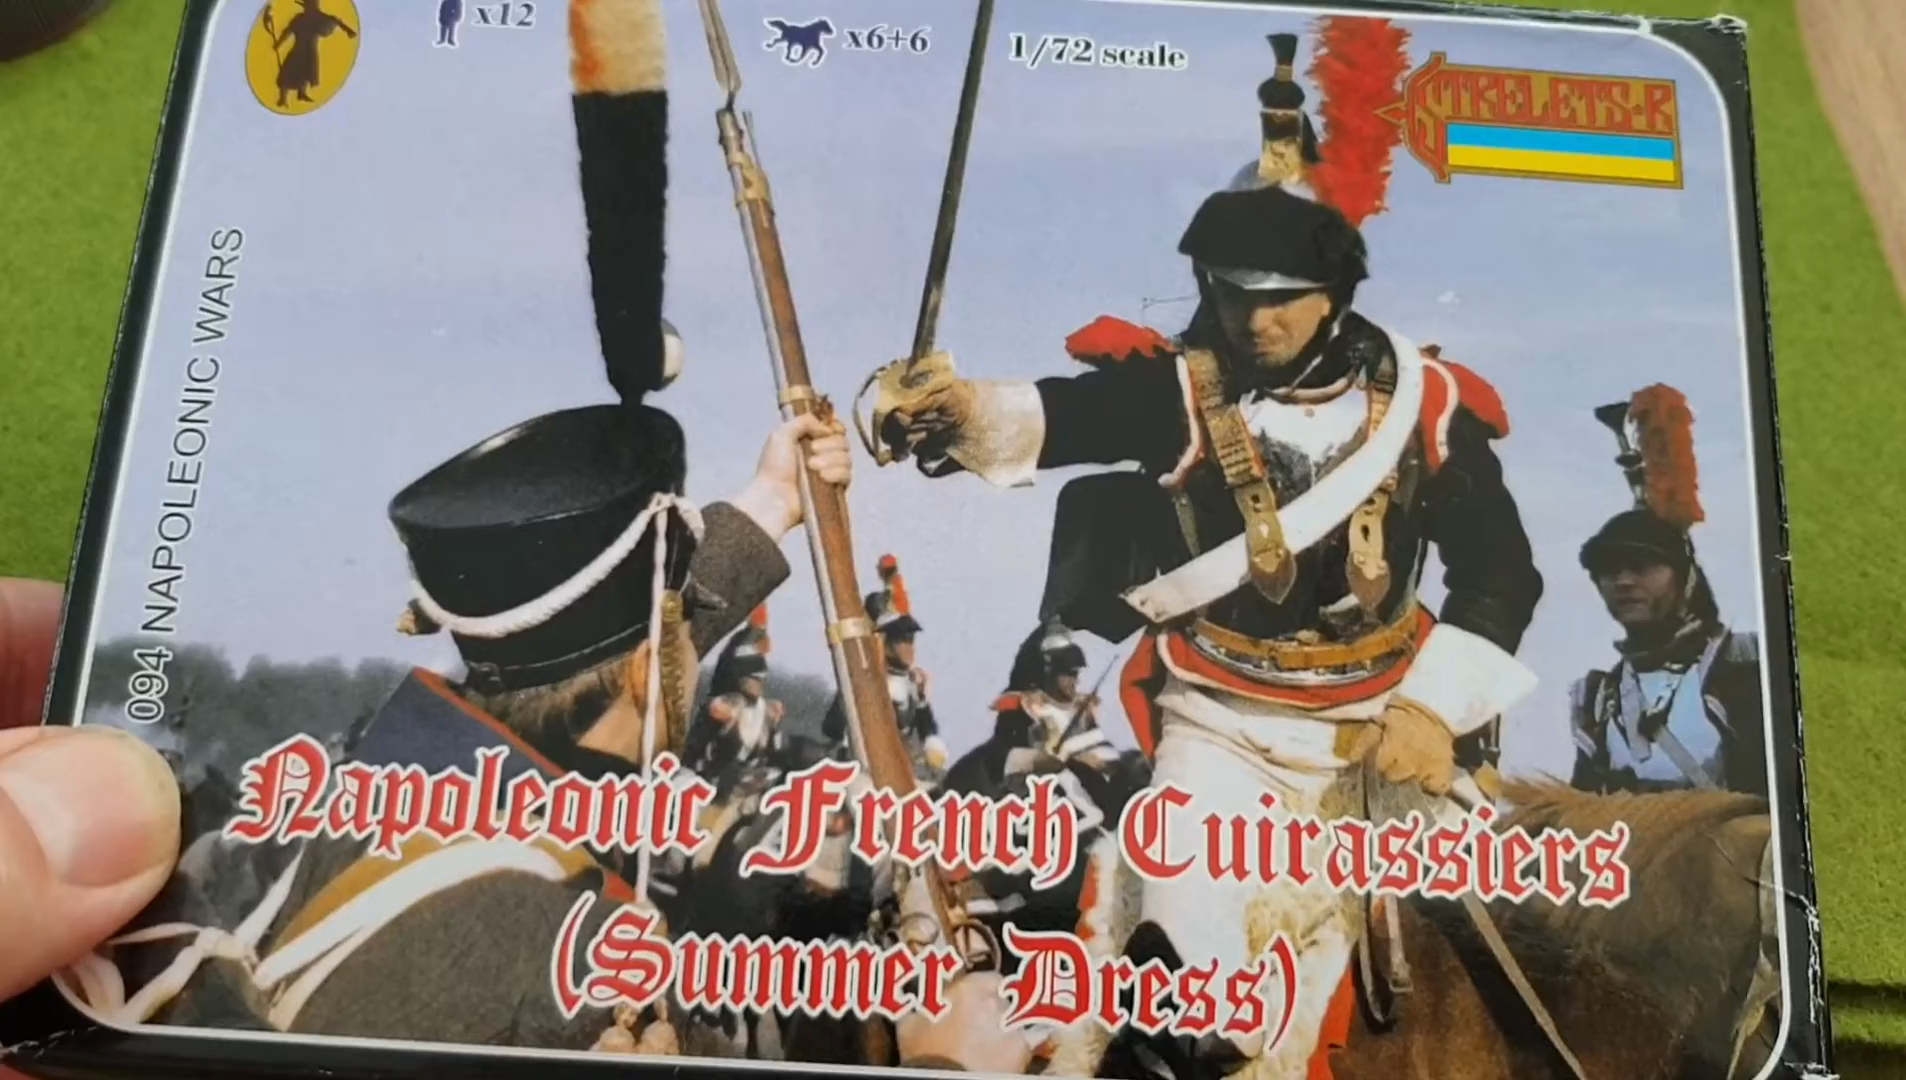 x12
x6+6
1/72 scale
STRELETS-R
094 NAPOLEONIC WARS
Napoleonic French Cuirassiers
(Summer Dress)